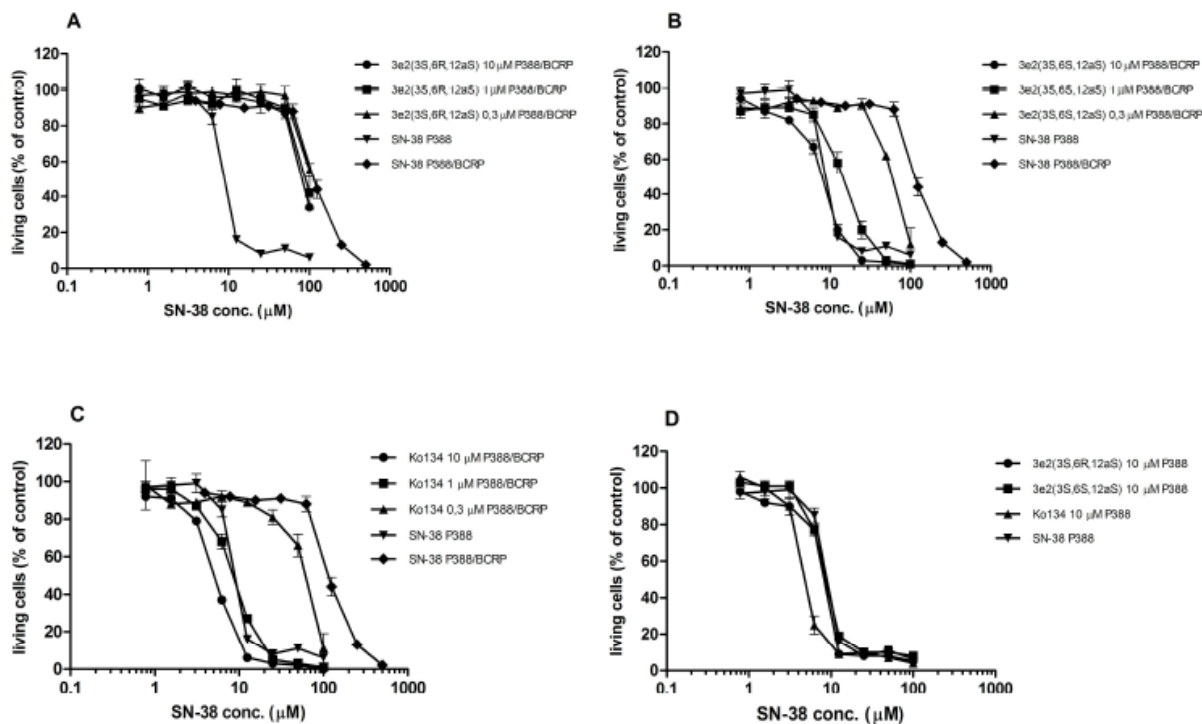 A
living cells (% of control)
120
100
80
60
40
20
0
0.1
1
10
100
1000
SN-38 conc. (μM)
3e2(3S,6R,12aS) 10 μM P388/BCRP
3e2(3S,6R,12aS) 1 μM P388/BCRP
3e2(3S,6R,12aS) 0,3 μM P388/BCRP
SN-38 P388
SN-38 P388/BCRP
B
living cells (% of control)
120
100
80
60
40
20
0
0.1
1
10
100
1000
SN-38 conc. (μM)
3e2(3S,6S,12aS) 10 μM P388/BCRP
3e2(3S,6S,12aS) 1 μM P388/BCRP
3e2(3S,6S,12aS) 0,3 μM P388/BCRP
SN-38 P388
SN-38 P388/BCRP
C
living cells (% of control)
120
100
80
60
40
20
0
0.1
1
10
100
1000
SN-38 conc. (μM)
Ko134 10 μM P388/BCRP
Ko134 1 μM P388/BCRP
Ko134 0,3 μM P388/BCRP
SN-38 P388
SN-38 P388/BCRP
D
living cells (% of control)
120
100
80
60
40
20
0
0.1
1
10
100
1000
SN-38 conc. (μM)
3e2(3S,6R,12aS) 10 μM P388
3e2(3S,6S,12aS) 10 μM P388
Ko134 10 μM P388
SN-38 P388